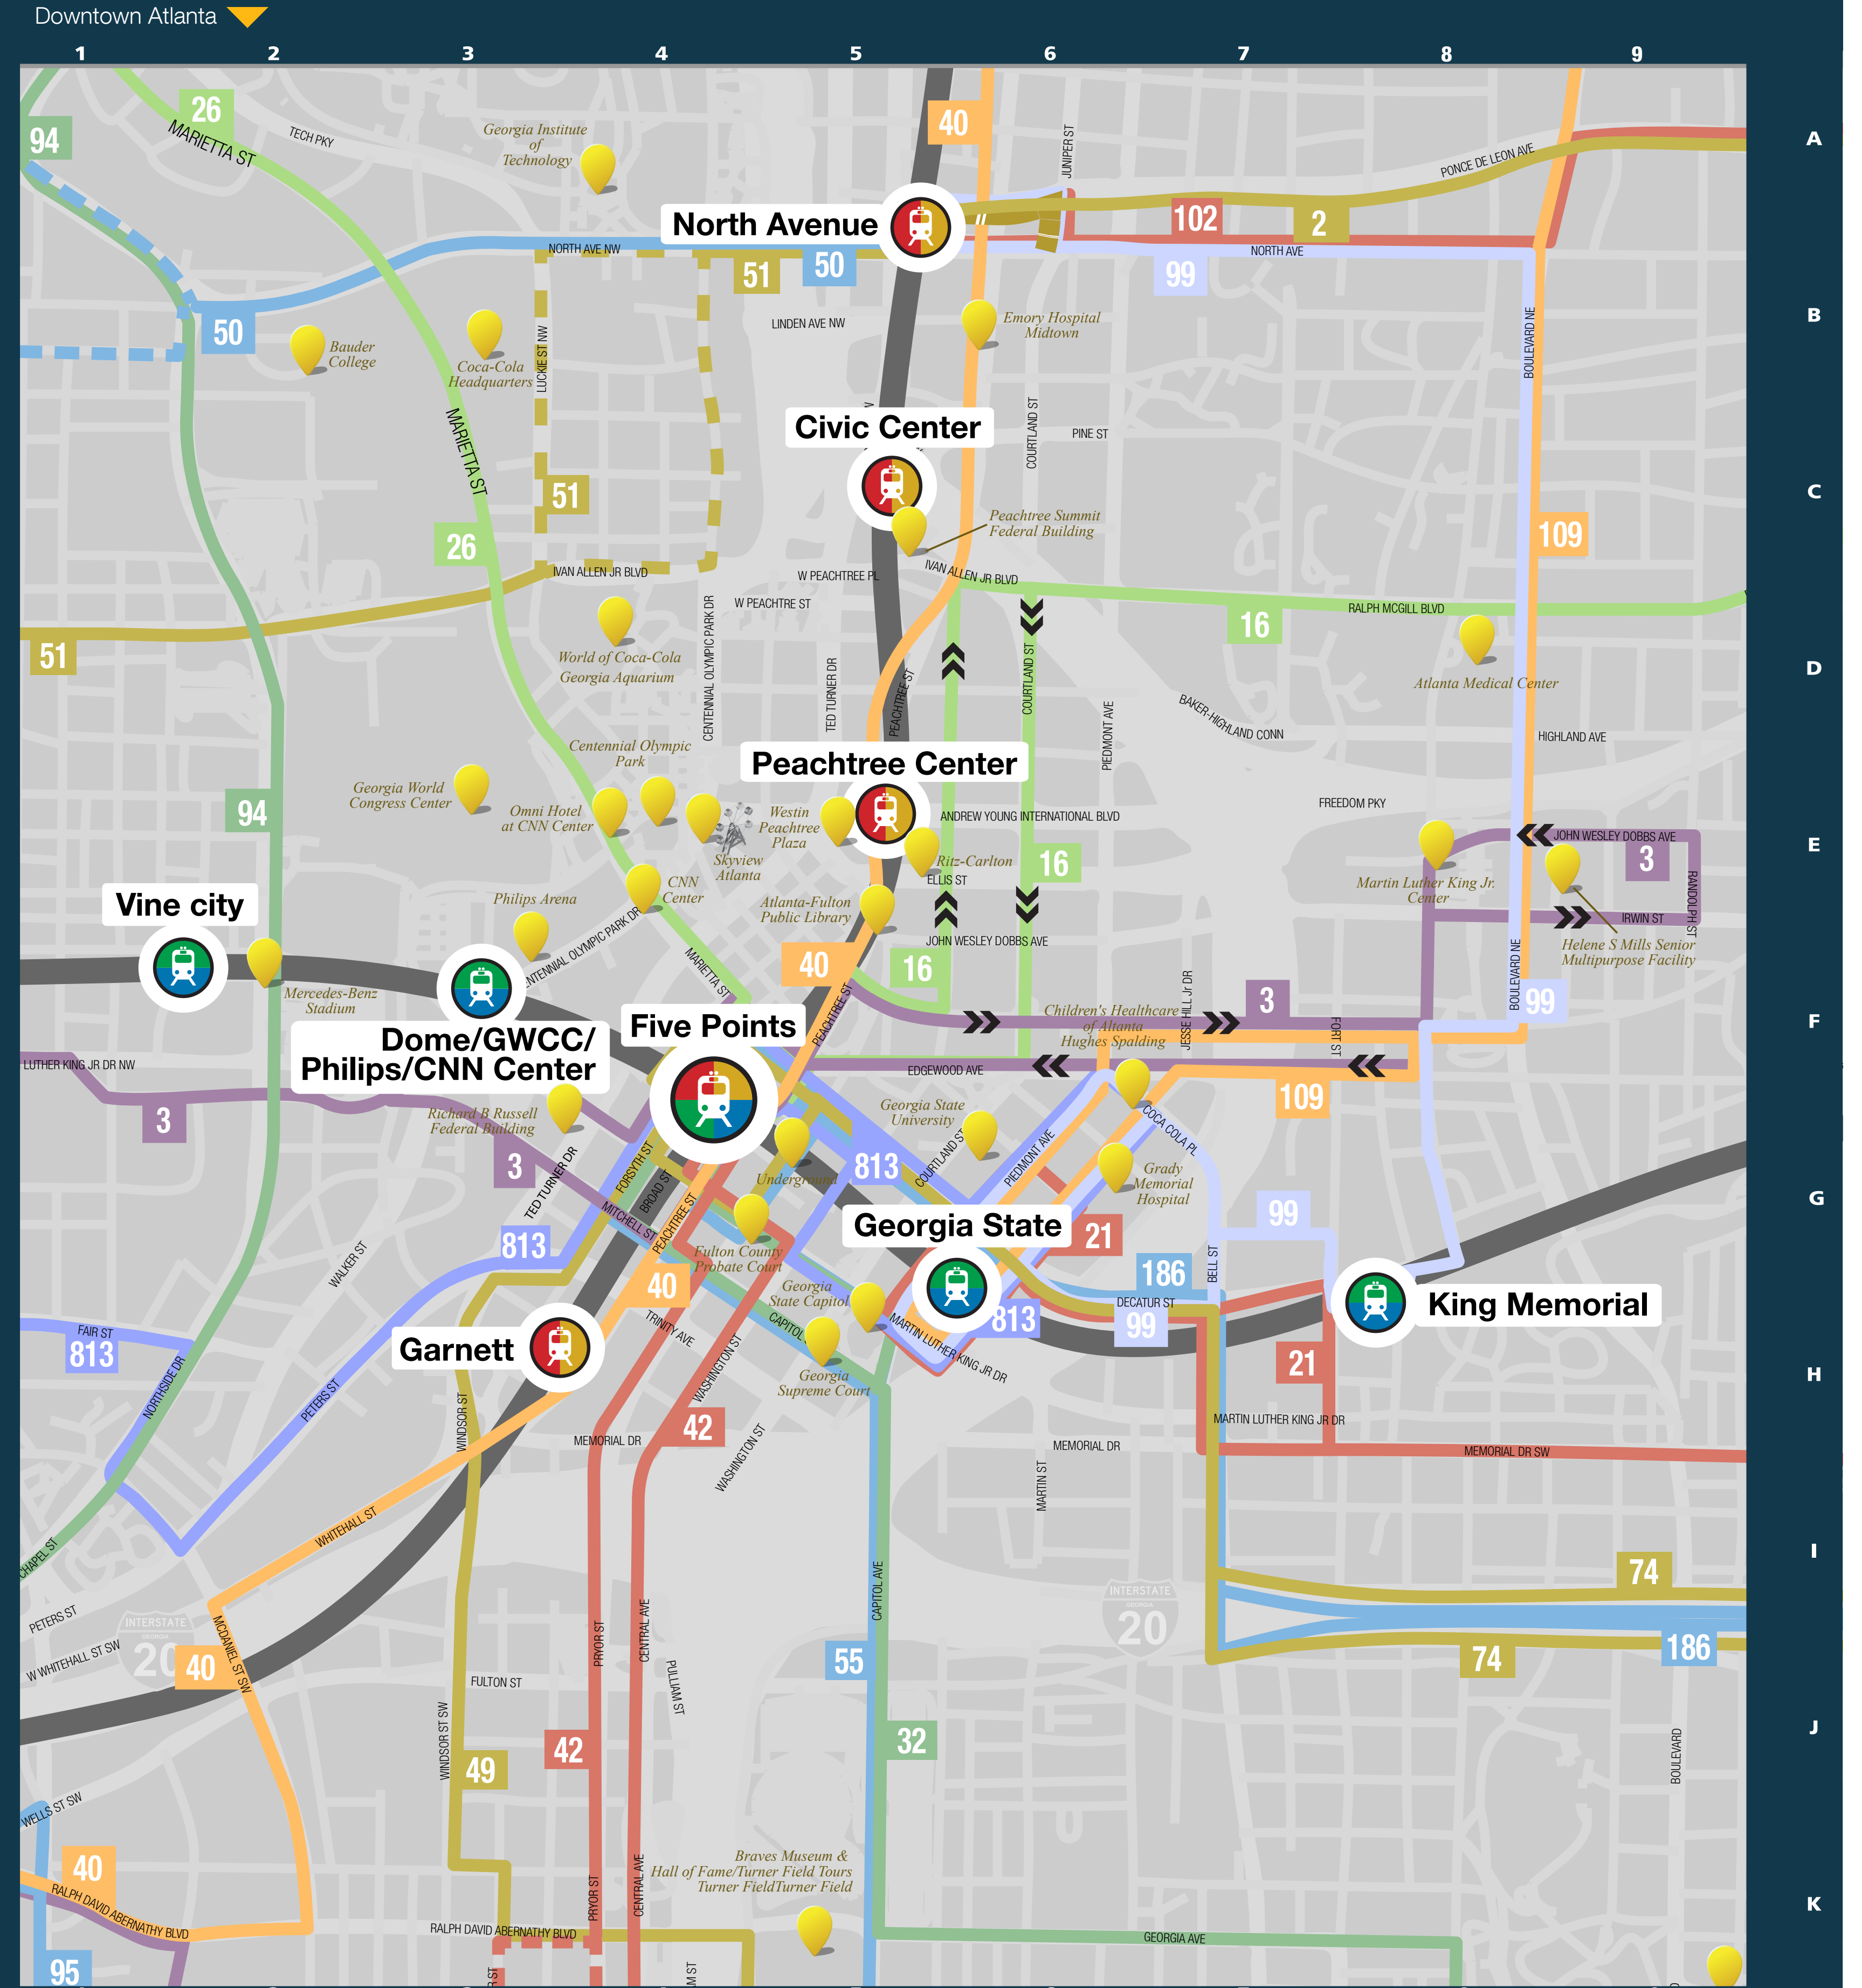 Downtown Atlanta
1 2 3 4 5 6 7 8 9
A
B
C
D
E
F
G
H
I
J
K
94
26
MARIETTA ST
TECH PKY
Georgia Institute
of
Technology
40
JUNIPER ST
PONCE DE LEON AVE
North Avenue
102
2
NORTH AVE NW
51
50
99
NORTH AVE
50
Bauder
College
Coca-Cola
Headquarters
LUCKIE ST NW
LINDEN AVE NW
Emory Hospital
Midtown
BOULEVARD NE
MARIETTA ST
Civic Center
COURTLAND ST
PINE ST
51
26
Peachtree Summit
Federal Building
109
IVAN ALLEN JR BLVD
W PEACHTREE PL
IVAN ALLEN JR BLVD
W PEACHTRE ST
RALPH MCGILL BLVD
16
51
World of Coca-Cola
Georgia Aquarium
CENTENNIAL OLYMPIC PARK DR
TED TURNER DR
PEACHTREE ST
COURTLAND ST
PIEDMONT AVE
BAKER-HIGHLAND CONN
Atlanta Medical Center
HIGHLAND AVE
Centennial Olympic
Park
Peachtree Center
Georgia World
Congress Center
Omni Hotel
at CNN Center
94
Skyview
Atlanta
Westin
Peachtree
Plaza
ANDREW YOUNG INTERNATIONAL BLVD
FREEDOM PKY
JOHN WESLEY DOBBS AVE
3
Ritz-Carlton
ELLIS ST
16
Martin Luther King Jr.
Center
RANDOLPH ST
IRWIN ST
Helene S Mills Senior
Multipurpose Facility
CNN
Center
Philips Arena
Atlanta-Fulton
Public Library
Vine city
JOHN WESLEY DOBBS AVE
MARIETTA ST
40
16
BOULEVARD NE
99
Mercedes-Benz
Stadium
Dome/GWCC/
Philips/CNN Center
Five Points
PEACHTREE ST
Children's Healthcare
of Altanta
Hughes Spalding
JESSE HILL Jr DR
3
FORT ST
LUTHER KING JR DR NW
EDGEWOOD AVE
3
109
Richard B Russell
Federal Building
Georgia State
University
COCA COLA PL
3
TED TURNER DR
FORSYTH ST
BROAD ST
Underground
813
COURTLAND ST
PIEDMONT AVE
Grady
Memorial
Hospital
MITCHELL ST
PEACHTREE ST
813
Fulton County
Probate Court
Georgia State
21
99
186
BELL ST
WALKER ST
40
Georgia
State Capitol
813
DECATUR ST
99
King Memorial
Garnett
FAIR ST
813
TRINITY AVE
WASHINGTON ST
MARTIN LUTHER KING JR DR
21
NORTHSIDE DR
PETERS ST
WINDSOR ST
Georgia
Supreme Court
42
WASHINGTON ST
MEMORIAL DR
MEMORIAL DR
MARTIN LUTHER KING JR DR
MEMORIAL DR SW
MARTIN ST
WHITEHALL ST
CHAPEL ST
PETERS ST
W WHITEHALL ST SW
INTERSTATE
20
40
MCDANIEL ST SW
PRYOR ST
CENTRAL AVE
PULLIAM ST
CAPITOL AVE
55
INTERSTATE
GEORGIA
20
74
74
186
FULTON ST
WINDSOR ST SW
49
42
32
BOULEVARD
WELLS ST SW
40
RALPH DAVID ABERNATHY BLVD
95
RALPH DAVID ABERNATHY BLVD
PRYOR ST
CENTRAL AVE
Braves Museum &
Hall of Fame/Turner Field Tours
Turner FieldTurner Field
GEORGIA AVE